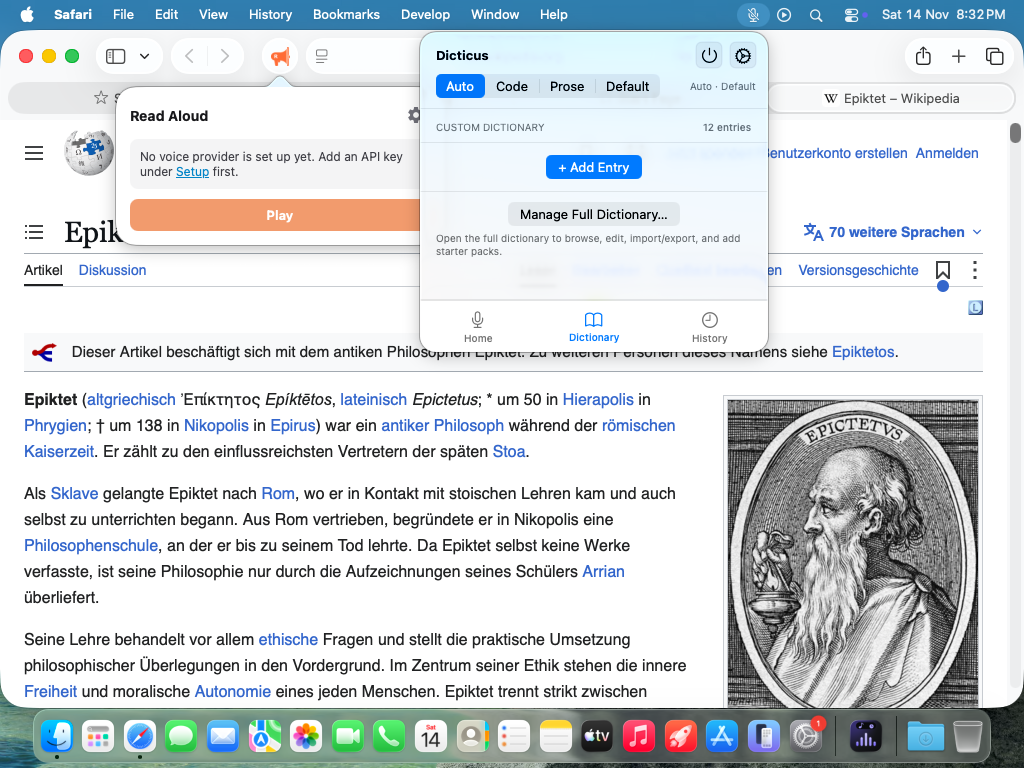 Safari File Edit View History Bookmarks Develop Window Help Sat 14 Nov 8:32 PM
Dicticus
Auto Code Prose Default Auto · Default
CUSTOM DICTIONARY 12 entries
+ Add Entry
Manage Full Dictionary...
Open the full dictionary to browse, edit, import/export, and add
starter packs.
Home Dictionary History
Read Aloud
No voice provider is set up yet. Add an API key
under Setup first.
Play
W Epiktet – Wikipedia
Benutzerkonto erstellen Anmelden
Epik
70 weitere Sprachen
Artikel Diskussion Versionsgeschichte
L
Dieser Artikel beschäftigt sich mit dem antiken Philosophen Epiktet. Zu weiteren Personen dieses Namens siehe Epiktetos.
Epiktet (altgriechisch Ἐπίκτητος Epíktētos, lateinisch Epictetus; * um 50 in Hierapolis in
Phrygien; † um 138 in Nikopolis in Epirus) war ein antiker Philosoph während der römischen
Kaiserzeit. Er zählt zu den einflussreichsten Vertretern der späten Stoa.
Als Sklave gelangte Epiktet nach Rom, wo er in Kontakt mit stoischen Lehren kam und auch
selbst zu unterrichten begann. Aus Rom vertrieben, begründete er in Nikopolis eine
Philosophenschule, an der er bis zu seinem Tod lehrte. Da Epiktet selbst keine Werke
verfasste, ist seine Philosophie nur durch die Aufzeichnungen seines Schülers Arrian
überliefert.
Seine Lehre behandelt vor allem ethische Fragen und stellt die praktische Umsetzung
philosophischer Überlegungen in den Vordergrund. Im Zentrum seiner Ethik stehen die innere
Freiheit und moralische Autonomie eines jeden Menschen. Epiktet trennt strikt zwischen
EPICTETVS
Sat
14
tv
1